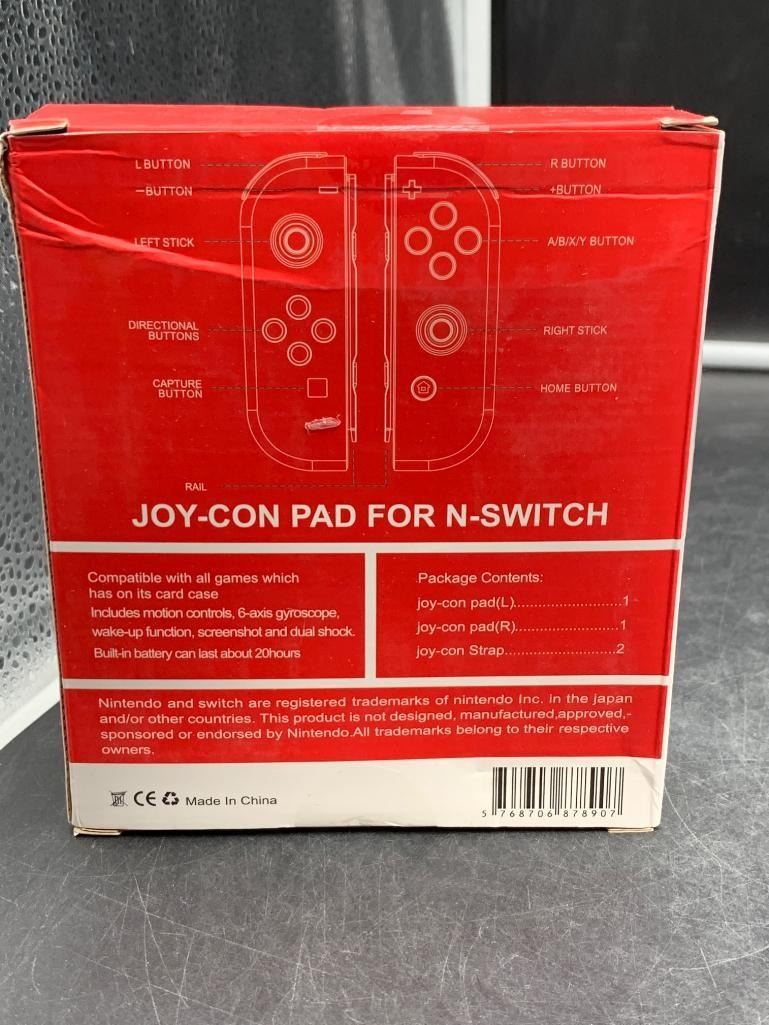 L BUTTON
R BUTTON
—BUTTON
+BUTTON
LEFT STICK
A/B/X/Y BUTTON
DIRECTIONAL
BUTTONS
RIGHT STICK
CAPTURE
BUTTON
HOME BUTTON
RAIL
JOY-CON PAD FOR N-SWITCH
Compatible with all games which
has on its card case
Includes motion controls, 6-axis gyroscope,
wake-up function, screenshot and dual shock.
Built-in battery can last about 20hours
Package Contents:
joy-con pad(L)...........................1
joy-con pad(R)..........................1
joy-con Strap............................2
Nintendo and switch are registered trademarks of nintendo Inc. in the japan
and/or other countries. This product is not designed, manufactured,approved,-
sponsored or endorsed by Nintendo.All trademarks belong to their respective
owners.
CE Made In China
5 768706 878907